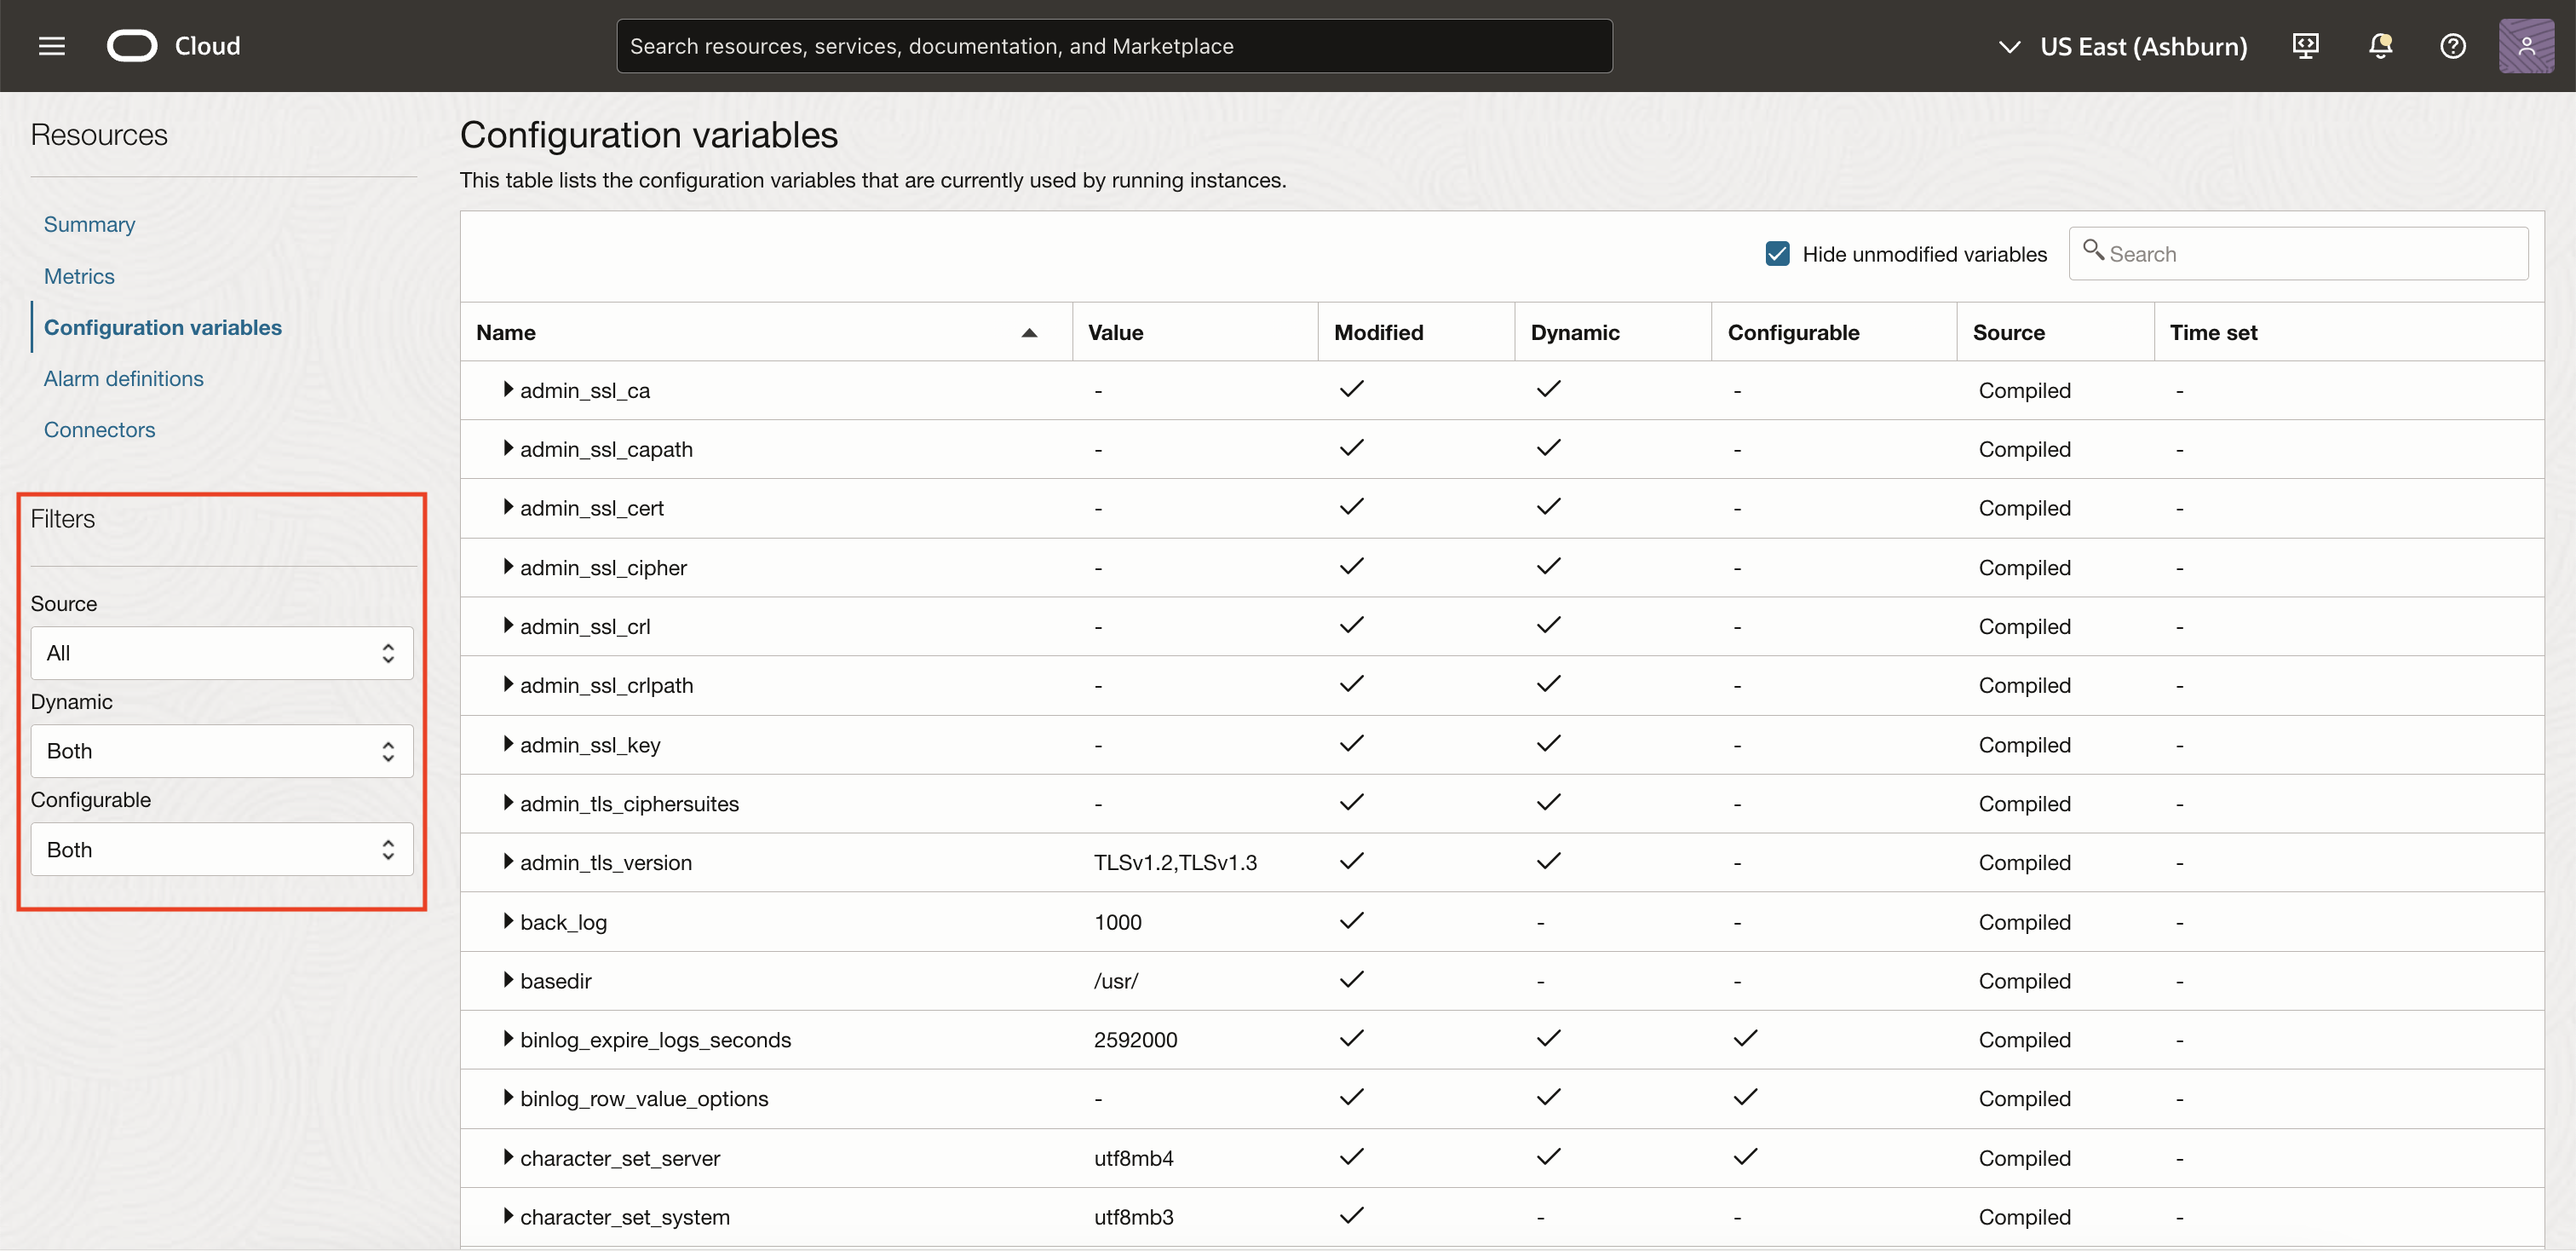 Cloud
Search resources, services, documentation, and Marketplace
US East (Ashburn)
Resources
Summary
Metrics
Configuration variables
Alarm definitions
Connectors
Filters
Source
All
Dynamic
Both
Configurable
Both
Configuration variables
This table lists the configuration variables that are currently used by running instances.
Hide unmodified variables
Search
Name Value Modified Dynamic Configurable Source Time set
admin_ssl_ca - ✓ ✓ - Compiled -
admin_ssl_capath - ✓ ✓ - Compiled -
admin_ssl_cert - ✓ ✓ - Compiled -
admin_ssl_cipher - ✓ ✓ - Compiled -
admin_ssl_crl - ✓ ✓ - Compiled -
admin_ssl_crlpath - ✓ ✓ - Compiled -
admin_ssl_key - ✓ ✓ - Compiled -
admin_tls_ciphersuites - ✓ ✓ - Compiled -
admin_tls_version TLSv1.2,TLSv1.3 ✓ ✓ - Compiled -
back_log 1000 ✓ - - Compiled -
basedir /usr/ ✓ - - Compiled -
binlog_expire_logs_seconds 2592000 ✓ ✓ ✓ Compiled -
binlog_row_value_options - ✓ ✓ ✓ Compiled -
character_set_server utf8mb4 ✓ ✓ ✓ Compiled -
character_set_system utf8mb3 ✓ - - Compiled -